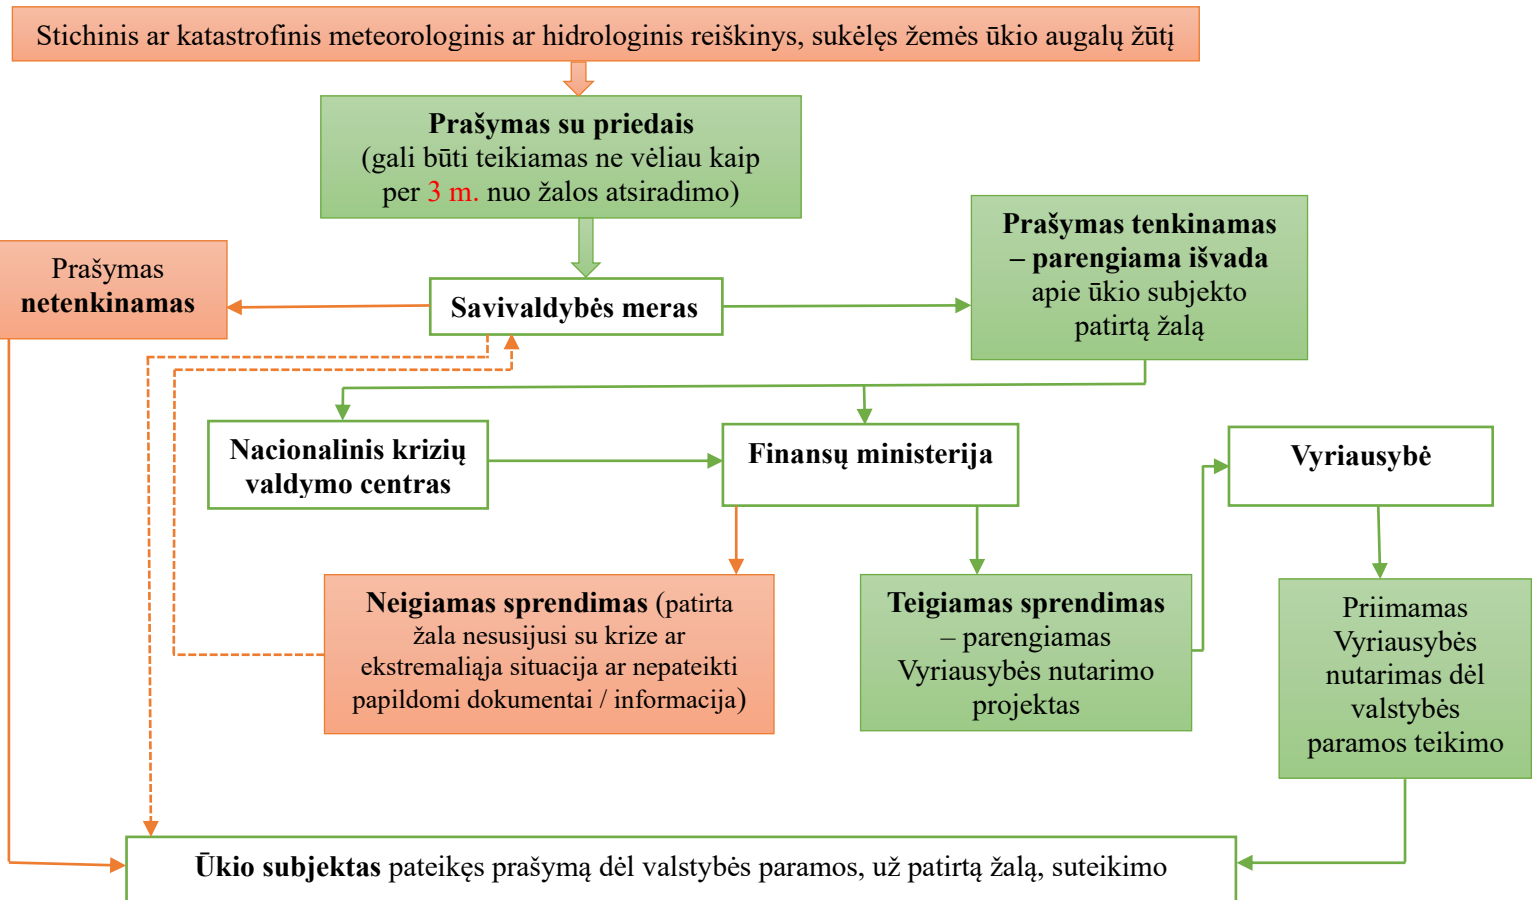 Stichinis ar katastrofinis meteorologinis ar hidrologinis reiškinys, sukėlęs žemės ūkio augalų žūtį
Prašymas su priedais
(gali būti teikiamas ne vėliau kaip
per 3 m. nuo žalos atsiradimo)
Prašymas tenkinamas
– parengiama išvada
apie ūkio subjekto
patirtą žalą
Prašymas
netenkinamas
Savivaldybės meras
Nacionalinis krizių
valdymo centras
Finansų ministerija
Vyriausybė
Neigiamas sprendimas (patirta
žala nesusijusi su krize ar
ekstremaliąja situacija ar nepateikti
papildomi dokumentai / informacija)
Teigiamas sprendimas
– parengiamas
Vyriausybės nutarimo
projektas
Priimamas
Vyriausybės
nutarimas dėl
valstybės
paramos teikimo
Ūkio subjektas pateikęs prašymą dėl valstybės paramos, už patirtą žalą, suteikimo